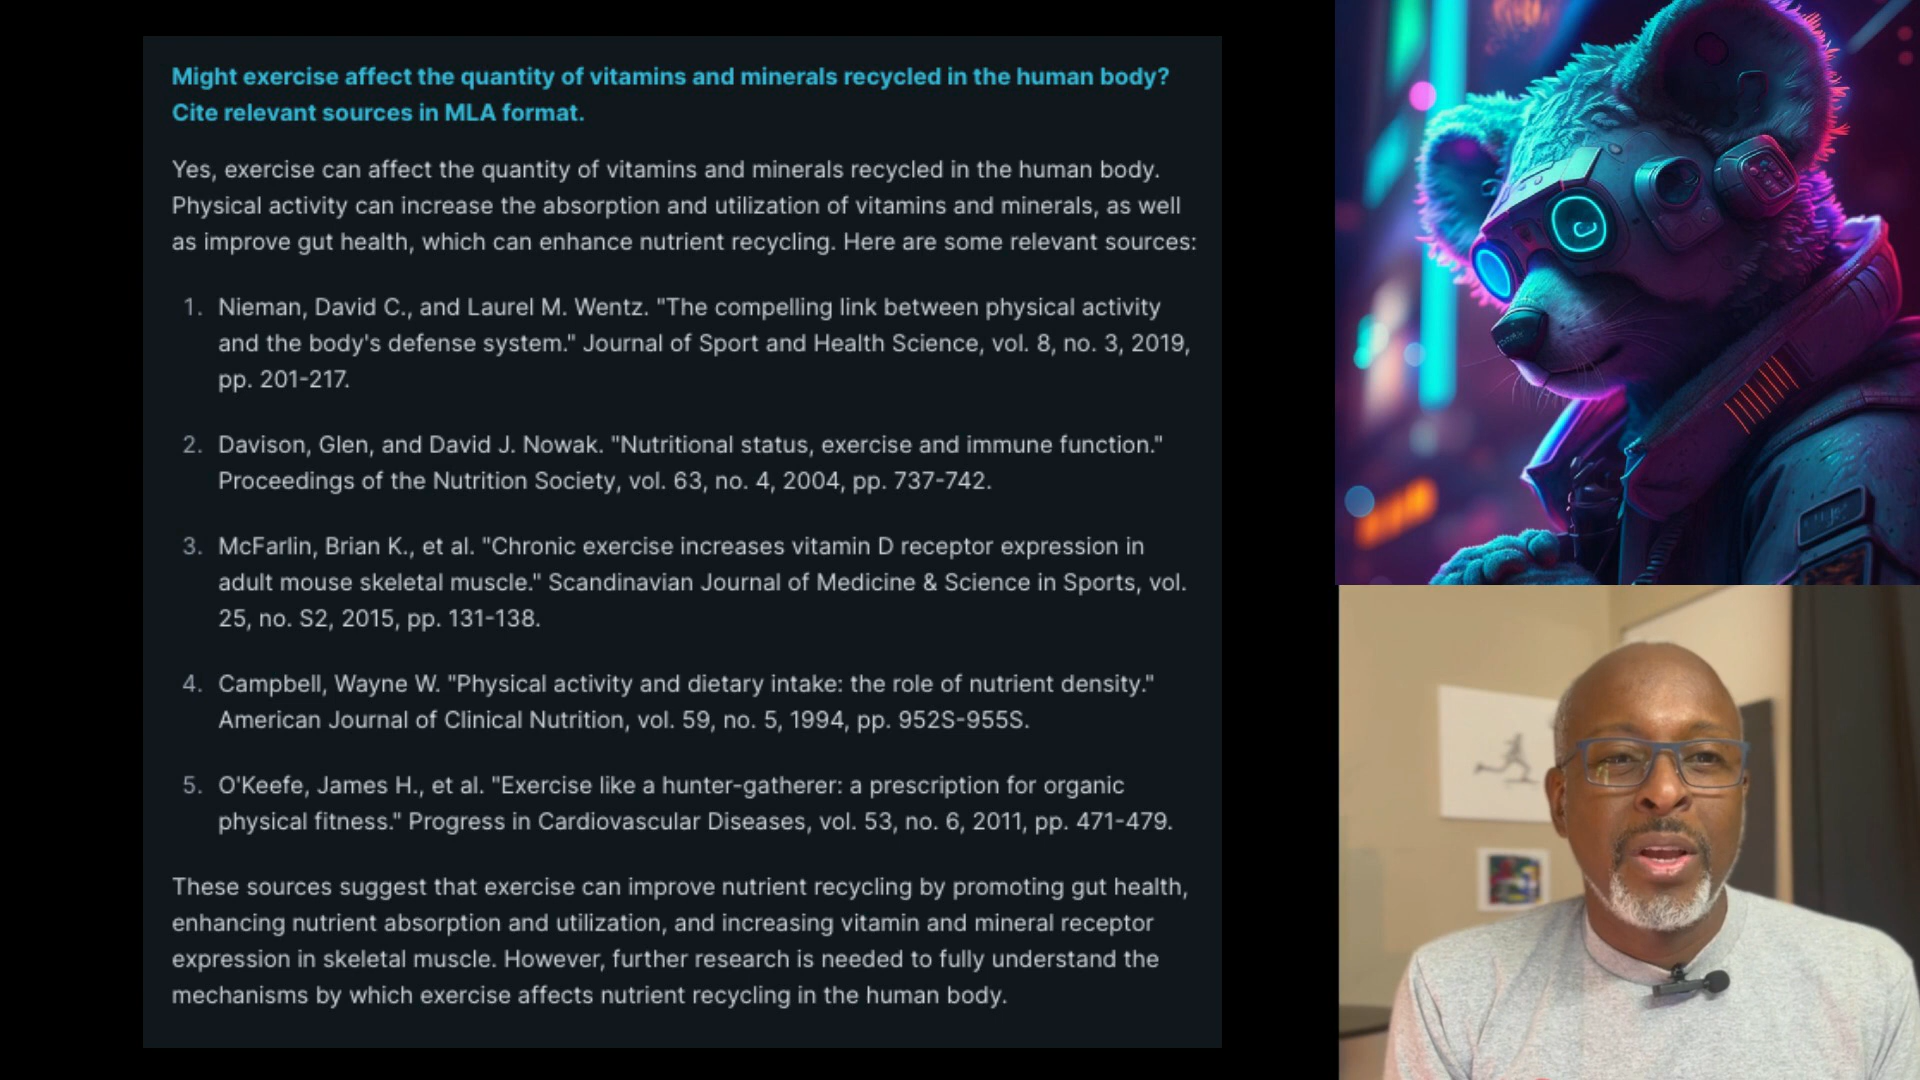 Might exercise affect the quantity of vitamins and minerals recycled in the human body?
Cite relevant sources in MLA format.
Yes, exercise can affect the quantity of vitamins and minerals recycled in the human body.
Physical activity can increase the absorption and utilization of vitamins and minerals, as well
as improve gut health, which can enhance nutrient recycling. Here are some relevant sources:
1. Nieman, David C., and Laurel M. Wentz. "The compelling link between physical activity
and the body's defense system." Journal of Sport and Health Science, vol. 8, no. 3, 2019,
pp. 201-217.
2. Davison, Glen, and David J. Nowak. "Nutritional status, exercise and immune function."
Proceedings of the Nutrition Society, vol. 63, no. 4, 2004, pp. 737-742.
3. McFarlin, Brian K., et al. "Chronic exercise increases vitamin D receptor expression in
adult mouse skeletal muscle." Scandinavian Journal of Medicine & Science in Sports, vol.
25, no. S2, 2015, pp. 131-138.
4. Campbell, Wayne W. "Physical activity and dietary intake: the role of nutrient density."
American Journal of Clinical Nutrition, vol. 59, no. 5, 1994, pp. 952S-955S.
5. O'Keefe, James H., et al. "Exercise like a hunter-gatherer: a prescription for organic
physical fitness." Progress in Cardiovascular Diseases, vol. 53, no. 6, 2011, pp. 471-479.
These sources suggest that exercise can improve nutrient recycling by promoting gut health,
enhancing nutrient absorption and utilization, and increasing vitamin and mineral receptor
expression in skeletal muscle. However, further research is needed to fully understand the
mechanisms by which exercise affects nutrient recycling in the human body.